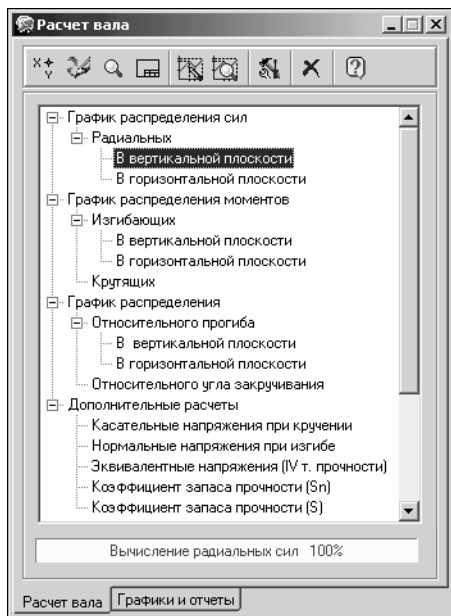 Расчет вала
График распределения сил
Радиальных
В вертикальной плоскости
В горизонтальной плоскости
График распределения моментов
Изгибающих
В вертикальной плоскости
В горизонтальной плоскости
Крутящих
График распределения
Относительного прогиба
В вертикальной плоскости
В горизонтальной плоскости
Относительного угла закручивания
Дополнительные расчеты
Касательные напряжения при кручении
Нормальные напряжения при изгибе
Эквивалентные напряжения (IV т. прочности)
Коэффициент запаса прочности (Sn)
Коэффициент запаса прочности (S)
Вычисление радиальных сил 100%
Расчет вала Графики и отчеты